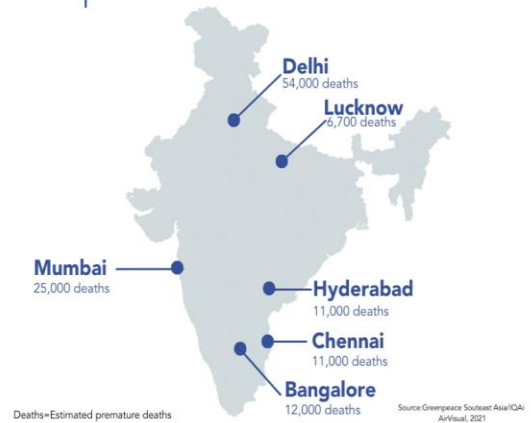 Delhi
54,000 deaths
Lucknow
6,700 deaths
Mumbai
25,000 deaths
Hyderabad
11,000 deaths
Chennai
11,000 deaths
Bangalore
12,000 deaths
Deaths=Estimated premature deaths
Source:Greenpeace Souteast Asia/IQAi
AirVisual, 2021